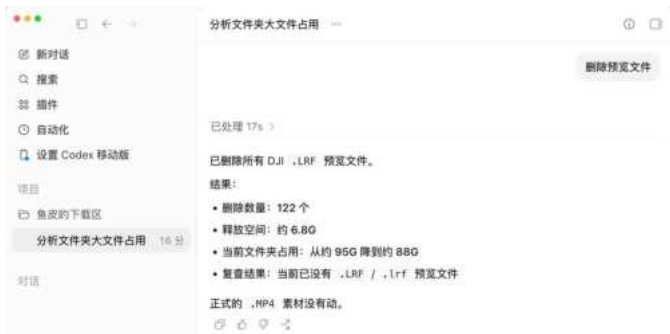 分析文件夹大文件占用 ···
新对话
搜索
插件
自动化
设置 Codex 移动版
项目
鱼皮的下载区
分析文件夹大文件占用 16 分
对话
删除预览文件
已处理 17s >
已删除所有 DJI .LRF 预览文件。
结果：
• 删除数量：122 个
• 释放空间：约 6.8G
• 当前文件夹占用：从约 95G 降到约 88G
• 复查结果：当前已没有 .LRF / .lrf 预览文件
正式的 .MP4 素材没有动。